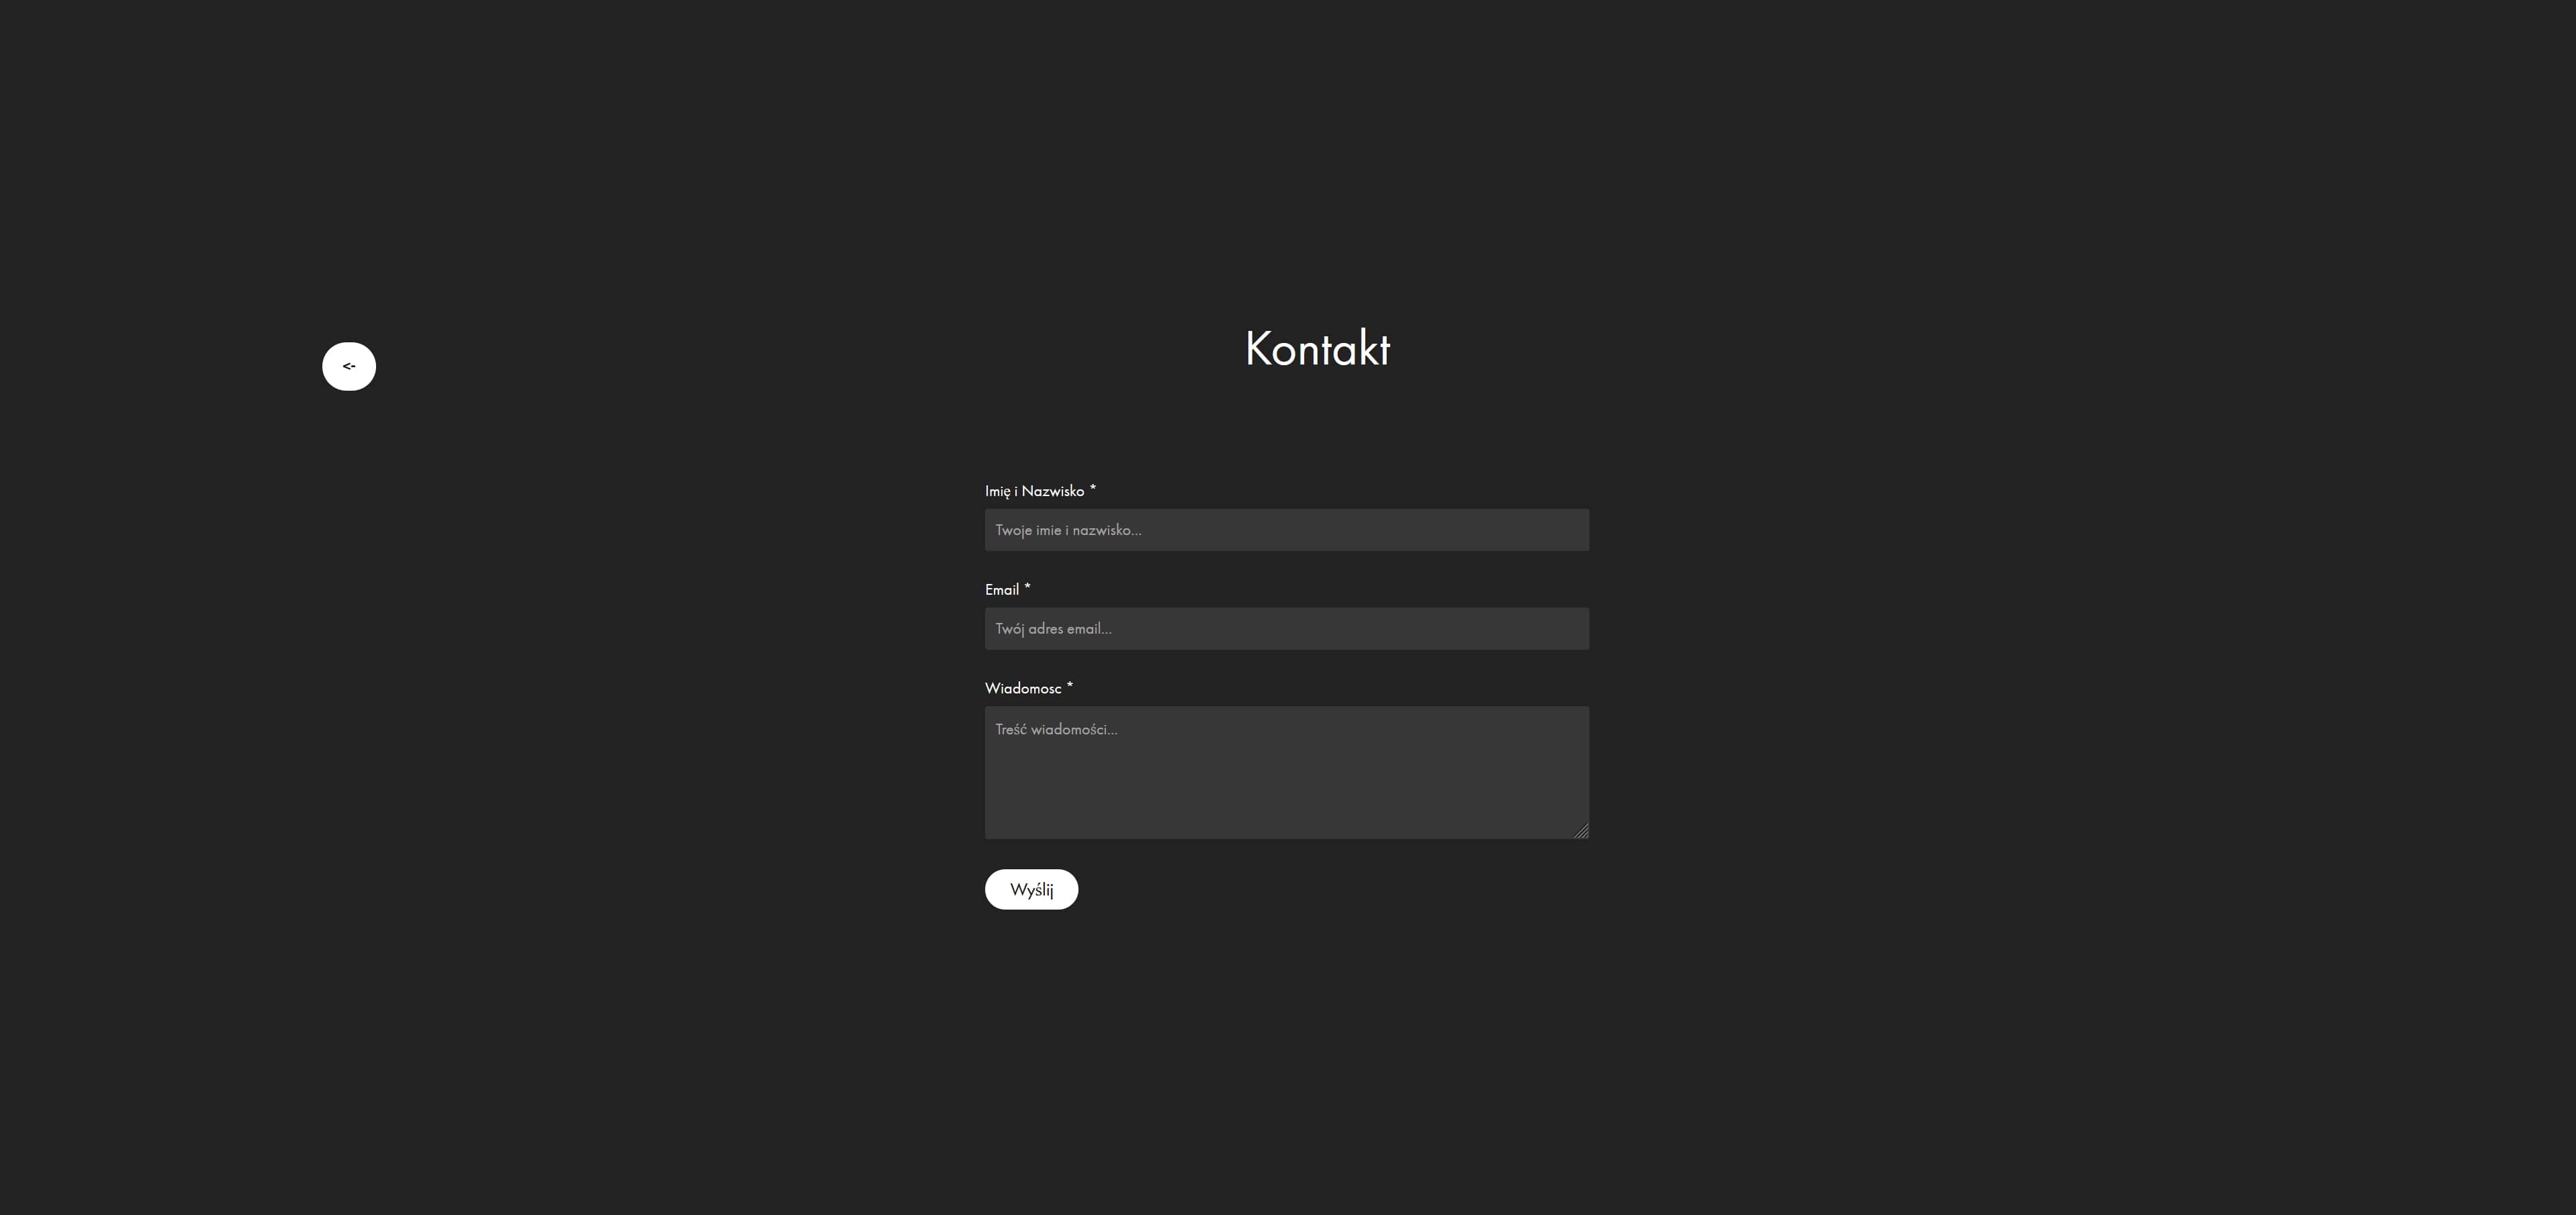 Kontakt
<-
Imię i Nazwisko *
Twoje imie i nazwisko...
Email *
Twój adres email...
Wiadomosc *
Treść wiadomości...
Wyślij